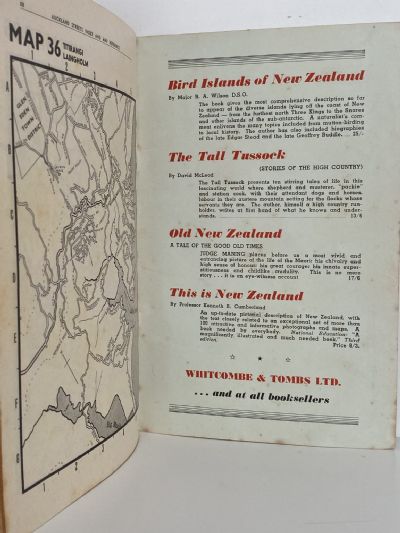 88
AUCKLAND STREET INDEX AND
MAP 36 TITIRANGI
LAINGHOLM
GLEN
EDEN
DISTRICT
Bird Islands of New Zealand
By Major R. A. Wilson D.S.O.
The book gives the most comprehensive description so far
to appear of the diverse islands lying off the coast of New
Zealand — from the furthest north Three Kings to the Snares
and other islands of the sub-antarctic. A naturalist's com-
ment enlivens the many topics included from mutton-birding
to local history. The author has also included biographies
of the late Edgar Stead and the late Geoffrey Buddle. ... 25/-
The Tall Tussock
(STORIES OF THE HIGH COUNTRY)
By David McLeod
The Tall Tussock presents ten stirring tales of life in this
fascinating world where shepherd and musterer, "packie"
and station cook, with their attendant dogs and horses,
labour in their austere mountain setting for the flocks whose
servants they are. The author, himself a high country run-
holder, writes at first hand of what he knows and under-
stands. 13/6
Old New Zealand
A TALE OF THE GOOD OLD TIMES
JUDGE MANING places before us a most vivid and
entrancing picture of the life of the Maori; his chivalry and
high sense of honour; his great courage; his innate super-
stitiousness and childlike credulity. This is no mere
story . . . it is an eye-witness account 17/6
This is New Zealand
By Professor Kenneth B. Cumberland
An up-to-date pictorial description of New Zealand, with
the text closely related to an exceptional set of more than
100 attractive and informative photographs and maps. A
book needed by everybody. National Education: "A
magnificently illustrated and much needed book." Third
edition. Price 8/3.
WHITCOMBE & TOMBS LTD.
... and at all booksellers